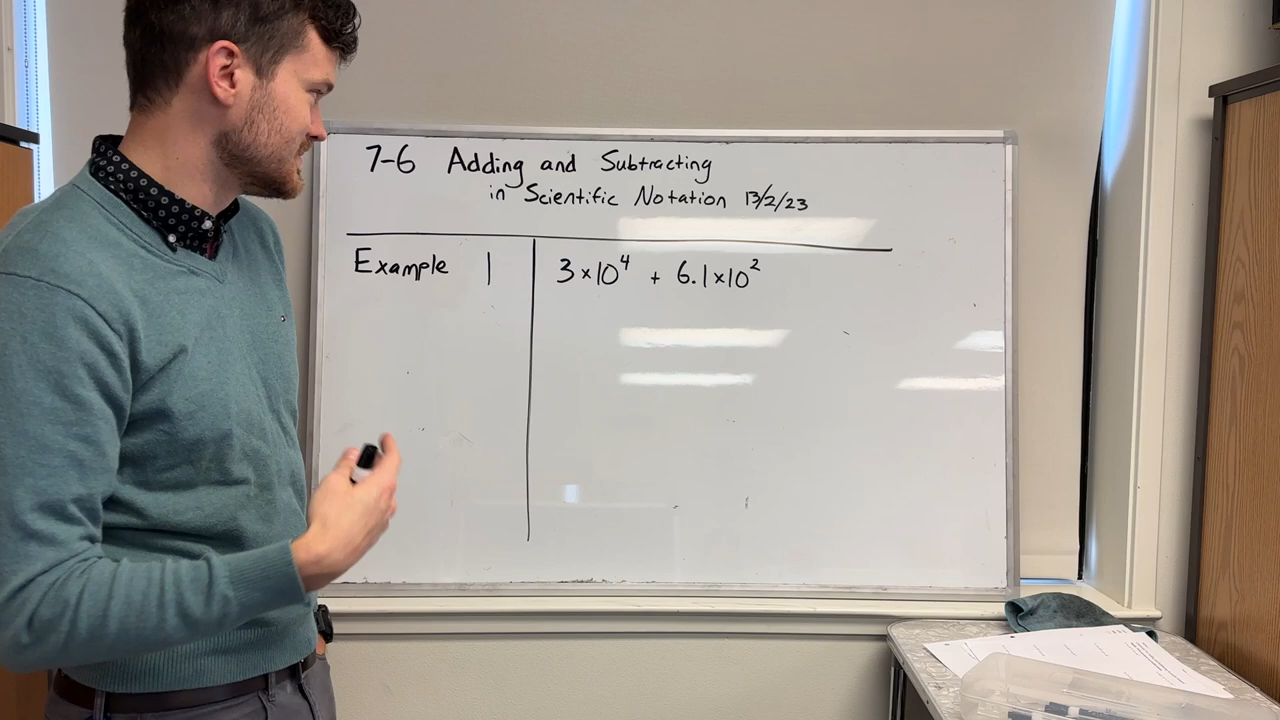 7-6 Adding and Subtracting
in Scientific Notation 13/2/23
Example 1
3×10⁴ + 6.1×10²